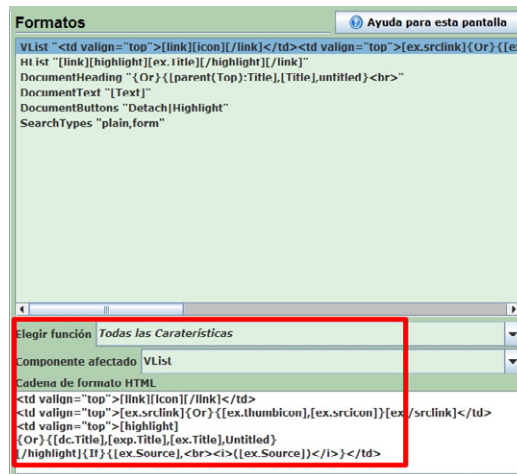 Formatos
Ayuda para esta pantalla
VList "<td valign="top">[link][icon][/link]</td><td valign="top">[ex.srclink]{Or}{[ex
HList "[link][highlight][ex.Title][/highlight][/link]"
DocumentHeading "{Or}{[parent(Top):Title],[Title],untitled}<br>"
DocumentText "[Text]"
DocumentButtons "Detach|Highlight"
SearchTypes "plain,form"
Elegir función Todas las Caraterísticas
Componente afectado VList
Cadena de formato HTML
<td valign="top">[link][icon][/link]</td>
<td valign="top">[ex.srclink]{Or}{[ex.thumbicon],[ex.srcicon]}[ex./srclink]</td>
<td valign="top">[highlight]
{Or}{[dc.Title],[exp.Title],[ex.Title],Untitled}
[/highlight]{If}{[ex.Source],<br><i>([ex.Source])</i>}</td>